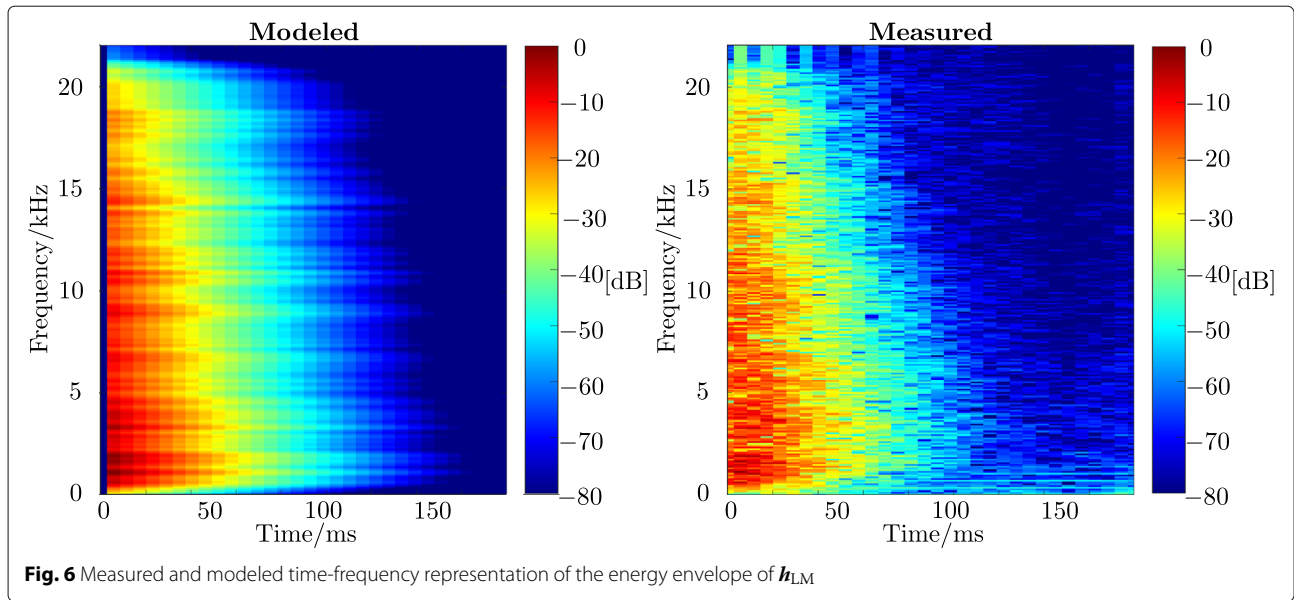 Modeled
Measured
Frequency/kHz
20
15
10
5
0
0 50 100 150
Time/ms
0
−10
−20
−30
−40
−50
−60
−70
−80
[dB]
Frequency/kHz
20
15
10
5
0
0 50 100 150
Time/ms
0
−10
−20
−30
−40
−50
−60
−70
−80
[dB]
Fig. 6 Measured and modeled time-frequency representation of the energy envelope of h_LM